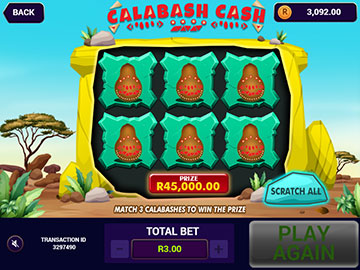 BACK
CALABASH CASH
R 3,092.00
PRIZE
R45,000.00
SCRATCH ALL
MATCH 3 CALABASHES TO WIN THE PRIZE
TRANSACTION ID
3297490
TOTAL BET
- R3.00 +
PLAY
AGAIN